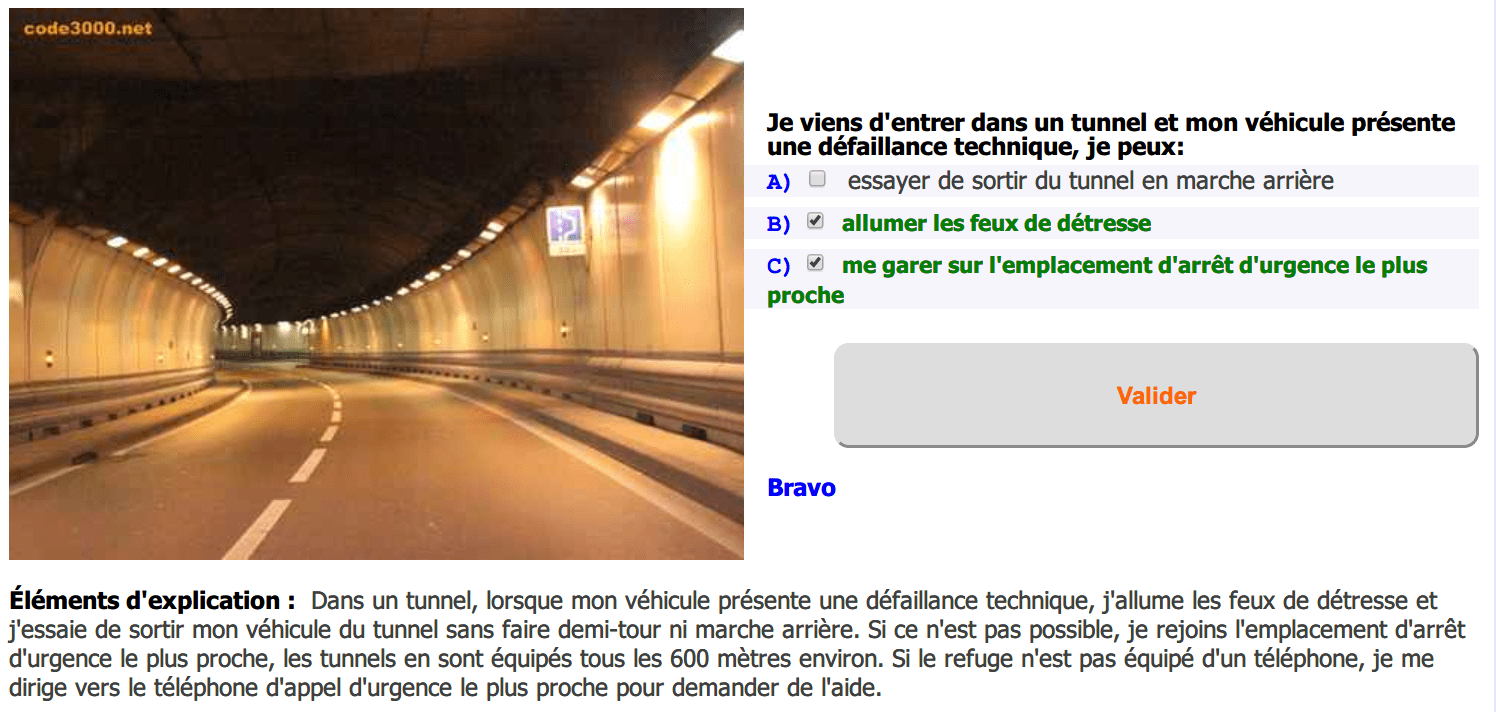 code3000.net
Je viens d'entrer dans un tunnel et mon véhicule présente
une défaillance technique, je peux:
A) essayer de sortir du tunnel en marche arrière
B) allumer les feux de détresse
C) me garer sur l'emplacement d'arrêt d'urgence le plus
proche
Valider
Bravo
Éléments d'explication : Dans un tunnel, lorsque mon véhicule présente une défaillance technique, j'allume les feux de détresse et
j'essaie de sortir mon véhicule du tunnel sans faire demi-tour ni marche arrière. Si ce n'est pas possible, je rejoins l'emplacement d'arrêt
d'urgence le plus proche, les tunnels en sont équipés tous les 600 mètres environ. Si le refuge n'est pas équipé d'un téléphone, je me
dirige vers le téléphone d'appel d'urgence le plus proche pour demander de l'aide.